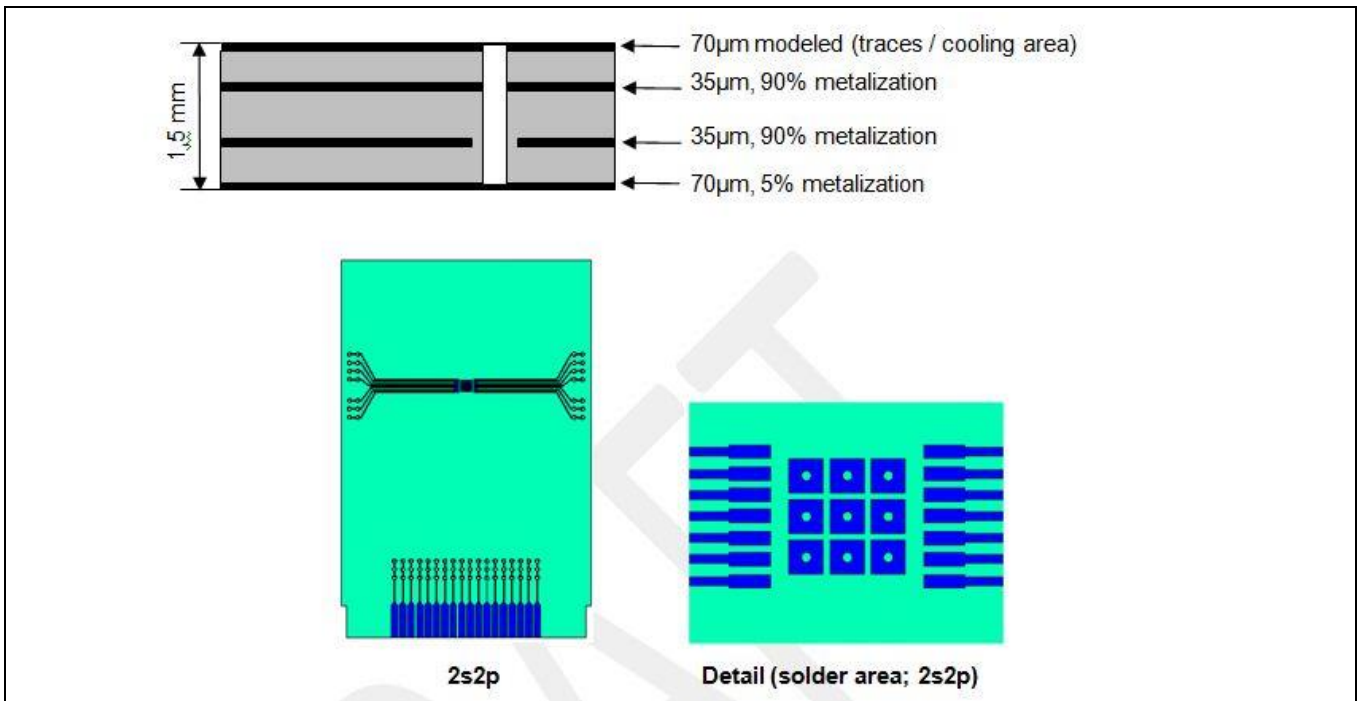 70µm modeled (traces / cooling area)
35µm, 90% metalization
1,5 mm
35µm, 90% metalization
70µm, 5% metalization
2s2p
Detail (solder area; 2s2p)